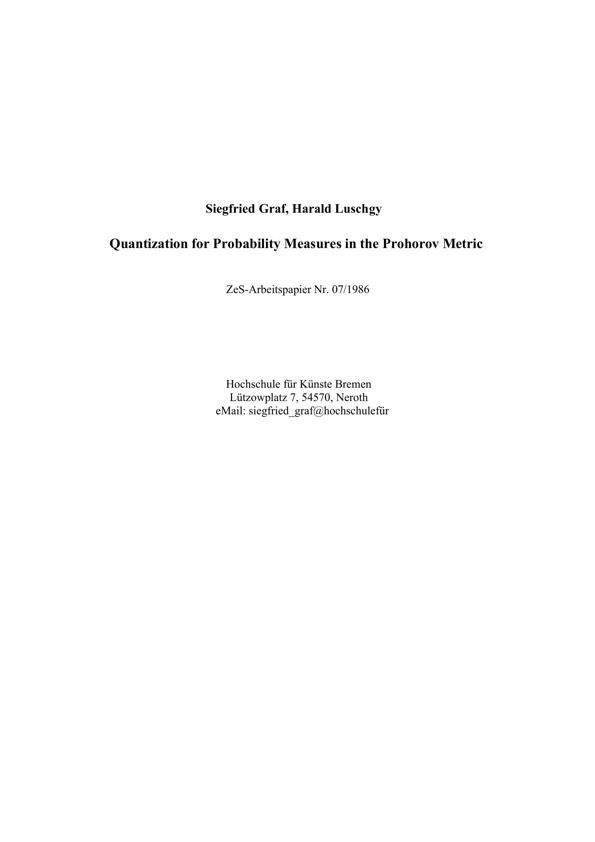 Siegfried Graf, Harald Luschgy
Quantization for Probability Measures in the Prohorov Metric
ZeS-Arbeitspapier Nr. 07/1986
Hochschule für Künste Bremen
Lützowplatz 7, 54570, Neroth
eMail: siegfried_graf@hochschulefür